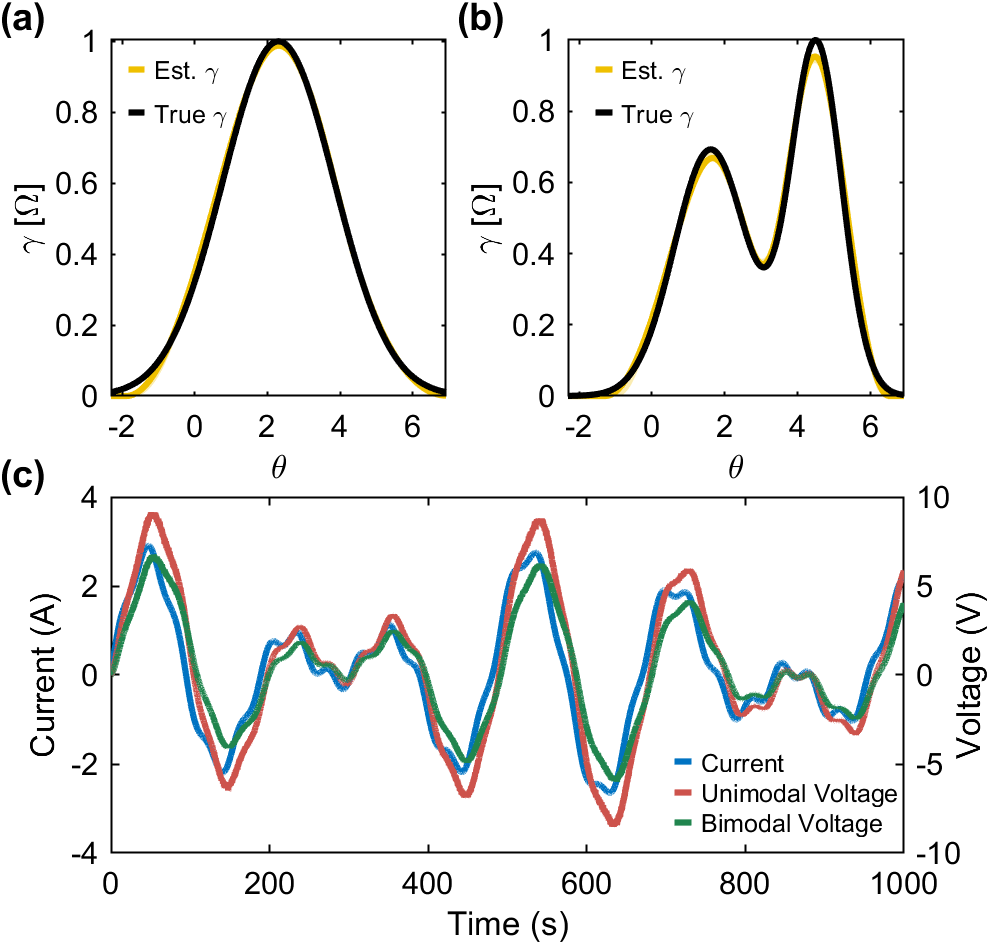 (a)
(b)
1
0.8
0.6
0.4
0.2
0
γ [Ω]
Est. γ
True γ
-2
0
2
4
6
θ
1
0.8
0.6
0.4
0.2
0
γ [Ω]
Est. γ
True γ
-2
0
2
4
6
θ
(c)
4
2
0
-2
-4
Current (A)
10
5
0
-5
-10
Voltage (V)
Current
Unimodal Voltage
Bimodal Voltage
0
200
400
600
800
1000
Time (s)